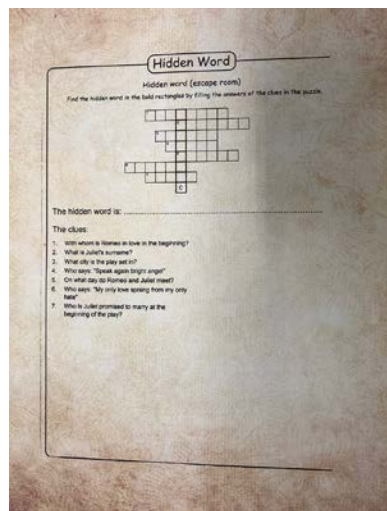 Hidden Word
Hidden word (escape room)
Find the hidden word in the bold rectangles by filling the answers of the clues in the puzzle.
C
The hidden word is:
The clues:
1. With whom is Romeo in love in the beginning?
2. What is Juliet's surname?
3. What city is the play set in?
4. Who says: "Speak again bright angel"
5. On what day do Romeo and Juliet meet?
6. Who says: "My only love sprang from my only
hate"
7. Who is Juliet promised to marry at the
beginning of the play?